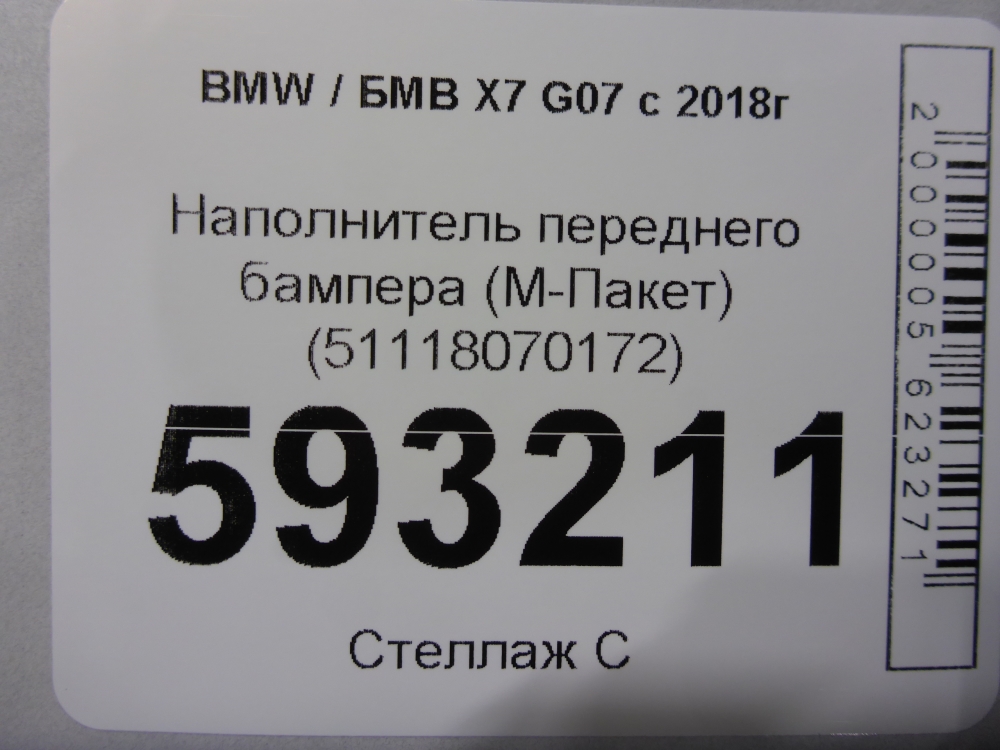 BMW / БМВ X7 G07 с 2018г
Наполнитель переднего
бампера (М-Пакет)
(51118070172)
593211
Стеллаж С
2000005623271